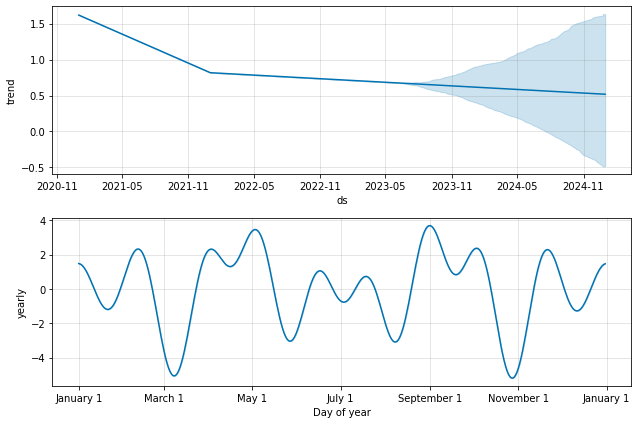 1.5
1.0
0.5
0.0
−0.5
trend
2020-11 2021-05 2021-11 2022-05 2022-11 2023-05 2023-11 2024-05 2024-11
ds
4
2
0
−2
−4
yearly
January 1 March 1 May 1 July 1 September 1 November 1 January 1
Day of year